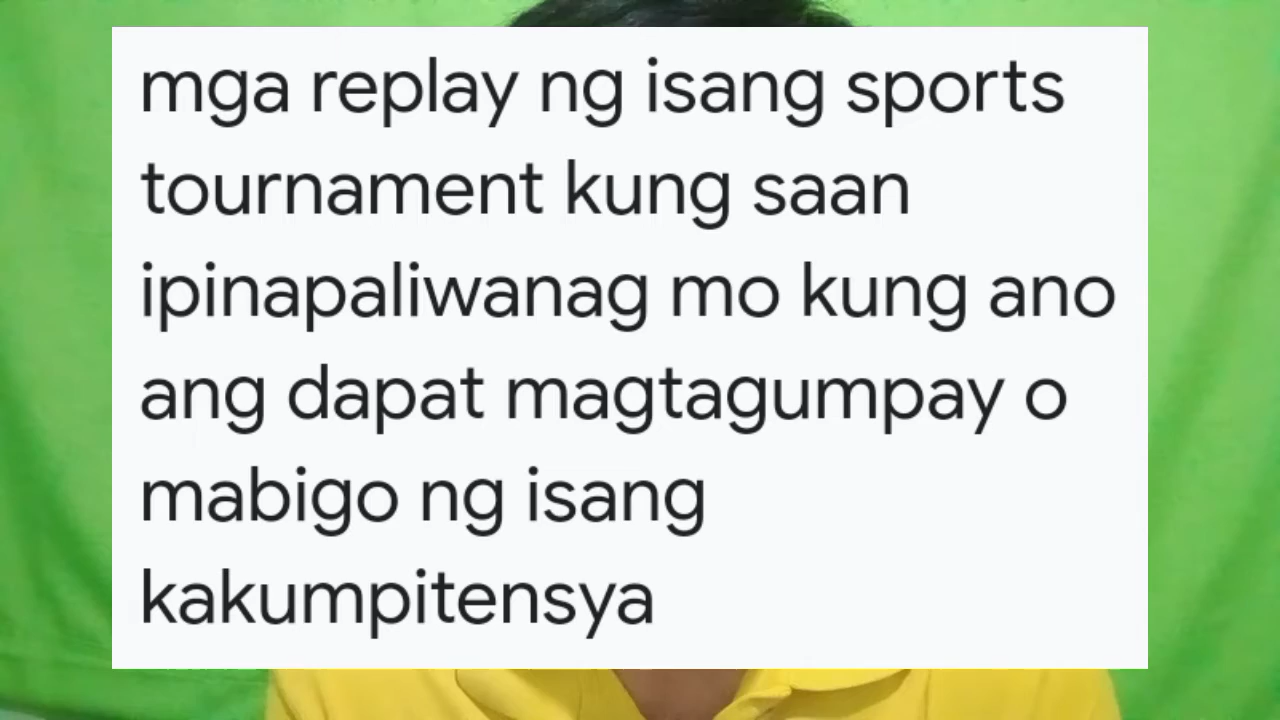 mga replay ng isang sports
tournament kung saan
ipinapaliwanag mo kung ano
ang dapat magtagumpay o
mabigo ng isang
kakumpitensya